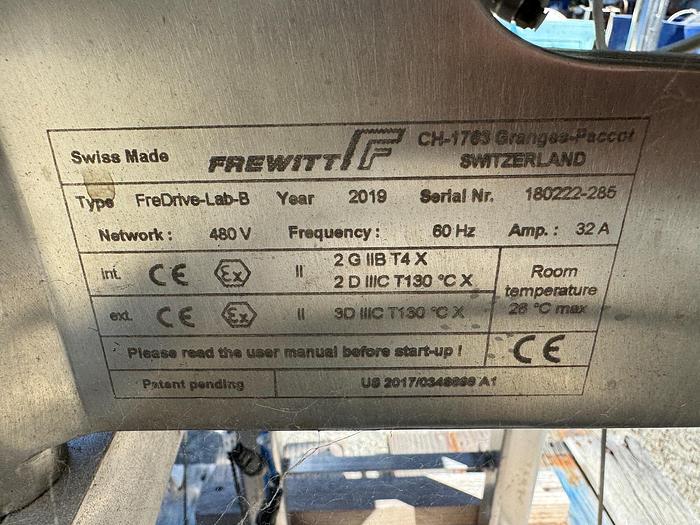 Swiss Made FREWITT CH-1763 Granges-Paccot
SWITZERLAND
Type FreDrive-Lab-B Year 2019 Serial Nr. 180222-285
Network : 480 V Frequency : 60 Hz Amp. : 32 A
int. CE Ex II 2 G IIB T4 X
2 D IIIC T130 °C X
Room
temperature
26 °C max
ext. CE Ex II 3D IIIC T130 °C X
Please read the user manual before start-up ! CE
Patent pending US